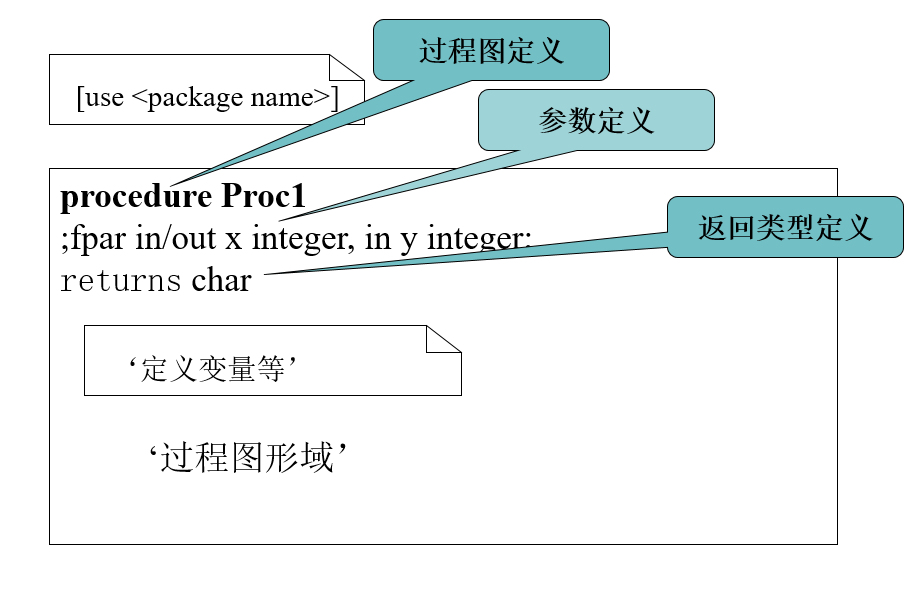 过程图定义
[use <package name>]
参数定义
procedure Proc1
;fpar in/out x integer, in y integer:
返回类型定义
returns char
‘定义变量等’
‘过程图形域’